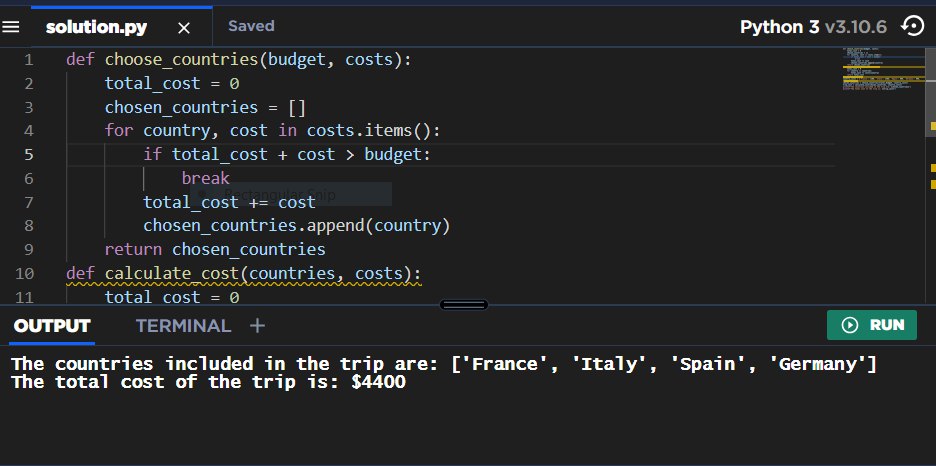 solution.py
Saved
Python 3 v3.10.6
1 def choose_countries(budget, costs):
2 total_cost = 0
3 chosen_countries = []
4 for country, cost in costs.items():
5 if total_cost + cost > budget:
6 break
Rectangular Snip
7 total_cost += cost
8 chosen_countries.append(country)
9 return chosen_countries
10 def calculate_cost(countries, costs):
11 total_cost = 0
OUTPUT
TERMINAL +
RUN
The countries included in the trip are: ['France', 'Italy', 'Spain', 'Germany']
The total cost of the trip is: $4400